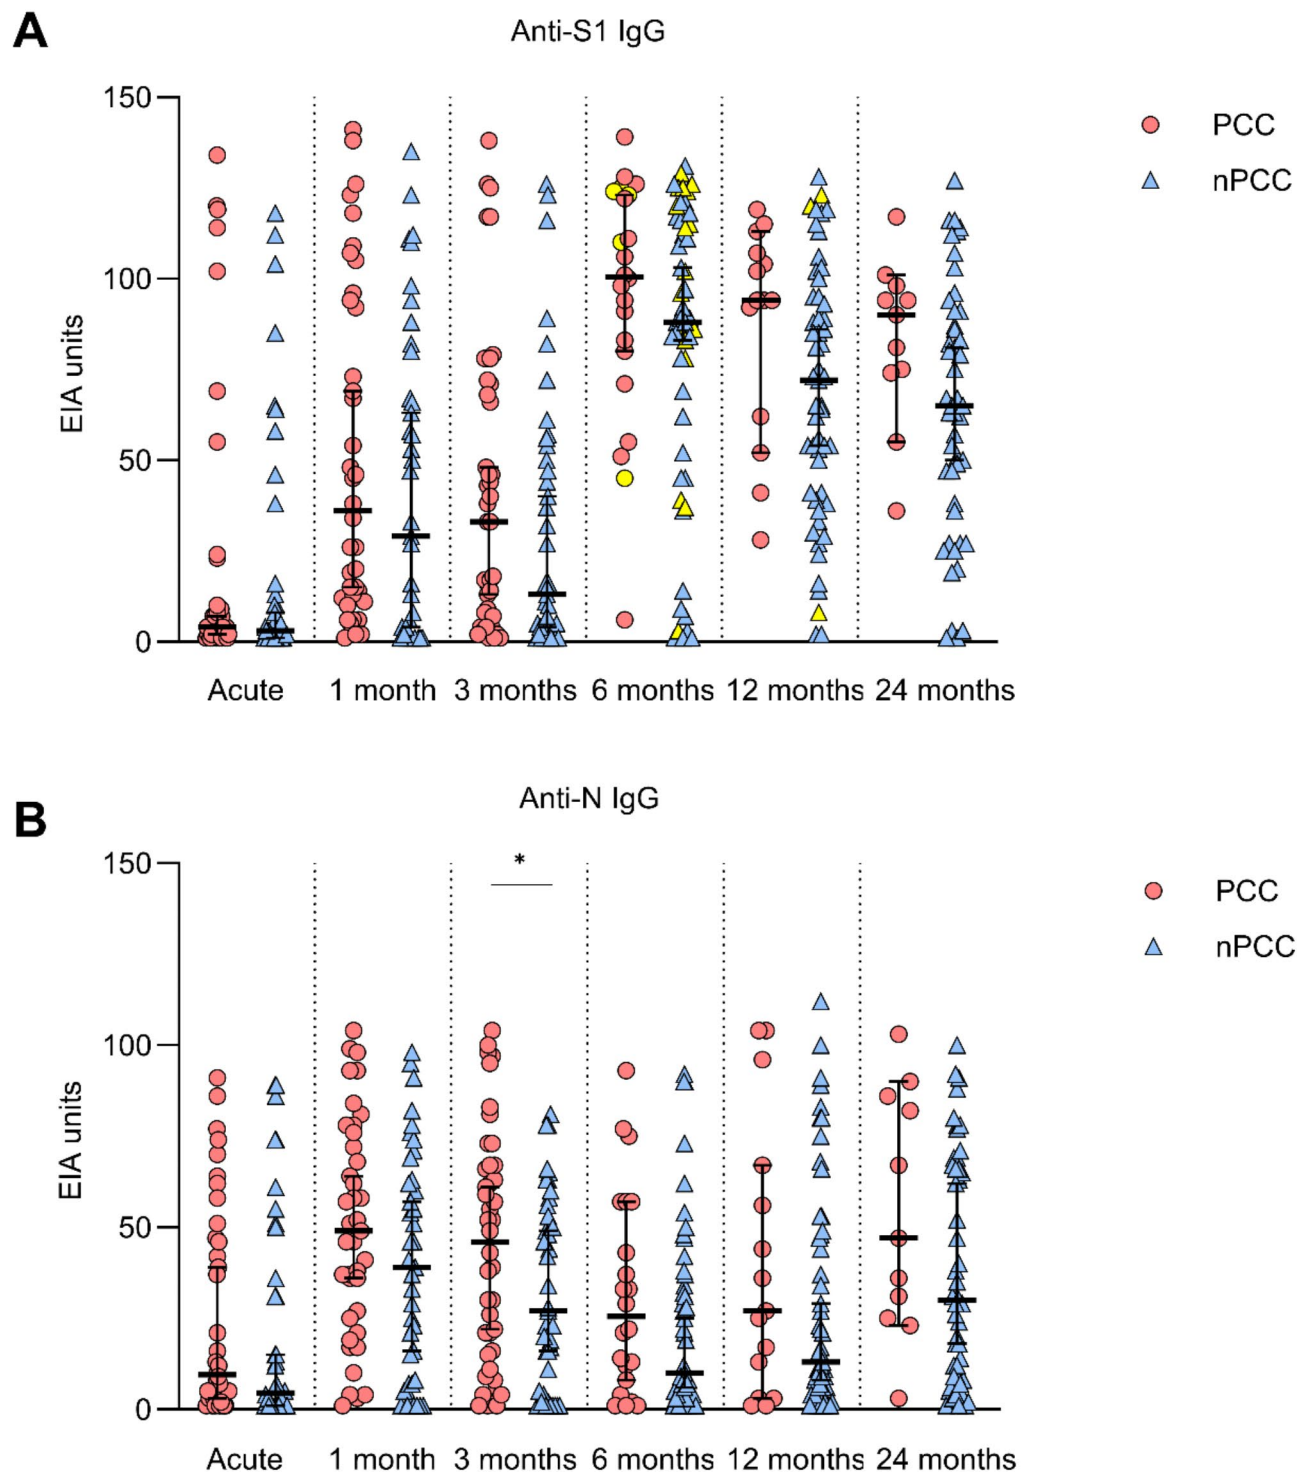 A
Anti-S1 IgG
150
100
50
0
EIA units
PCC
nPCC
Acute 1 month 3 months 6 months 12 months 24 months
B
Anti-N IgG
*
150
100
50
0
EIA units
PCC
nPCC
Acute 1 month 3 months 6 months 12 months 24 months